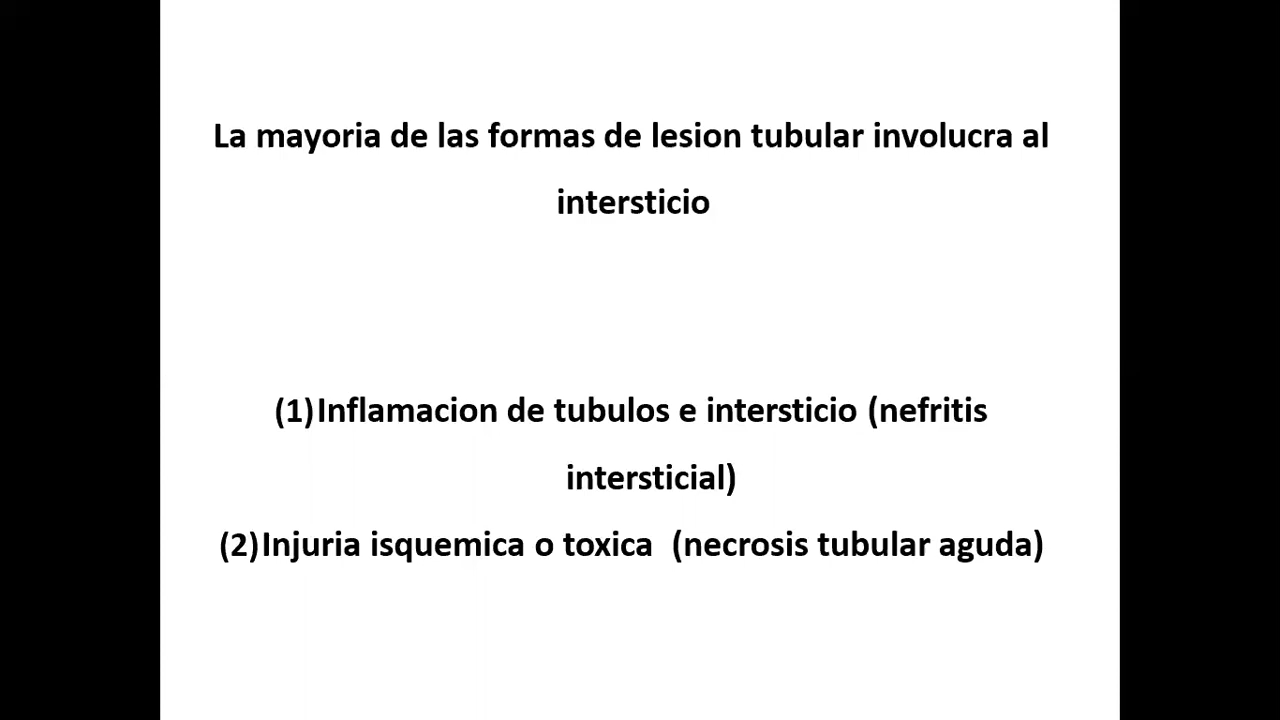 La mayoria de las formas de lesion tubular involucra al
intersticio
(1)Inflamacion de tubulos e intersticio (nefritis
intersticial)
(2)Injuria isquemica o toxica  (necrosis tubular aguda)